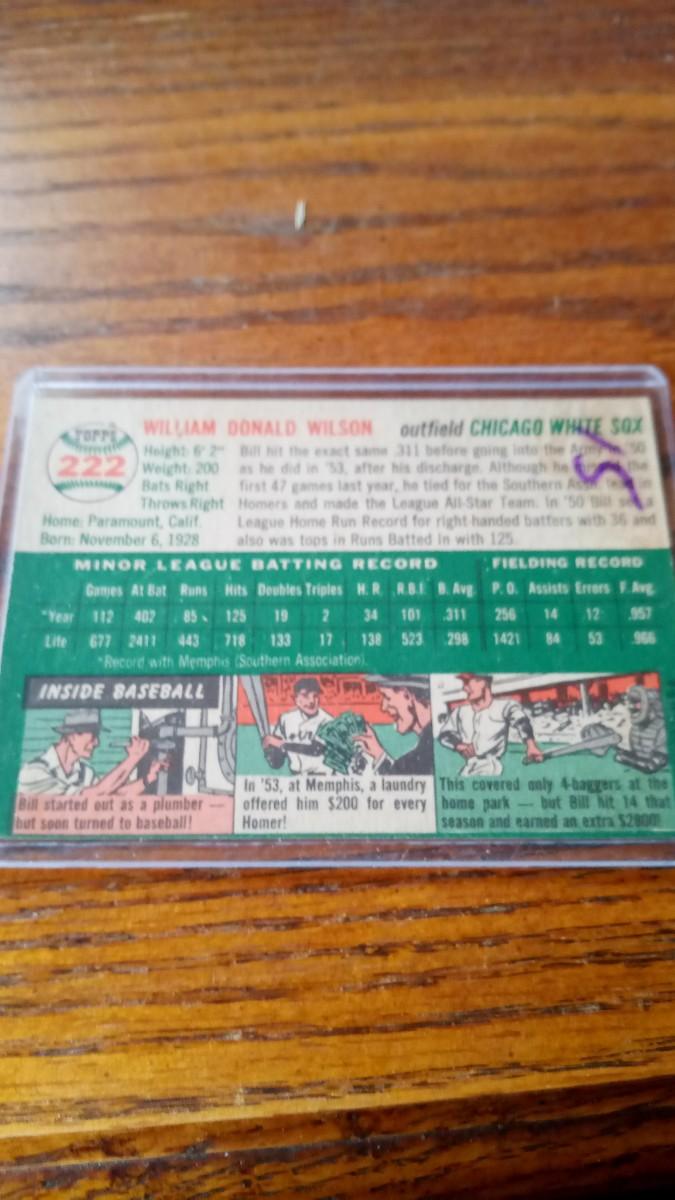 TOPPS
222
WILLIAM DONALD WILSON outfield CHICAGO WHITE SOX
Height: 6' 2"
Weight: 200
Bats Right
Throws Right
Home: Paramount, Calif.
Born: November 6, 1928
Bill hit the exact same .311 before going into the Army in '50
as he did in '53, after his discharge. Although he the
first 47 games last year, he tied for the Southern Ass'n. lead in
Homers and made the League All-Star Team. In '50 Bill set a
League Home Run Record for right handed batters with 36 and
also was tops in Runs Batted In with 125.
MINOR LEAGUE BATTING RECORD FIELDING RECORD
Games At Bat Runs Hits Doubles Triples H. R. R.B.I. B. Avg. P. O. Assists Errors F. Avg.
*Year 112 402 85 125 19 2 34 101 .311 256 14 12 .957
Life 677 2411 443 718 133 17 138 523 .298 1421 84 53 .966
*Record with Memphis (Southern Association).
INSIDE BASEBALL
Bill started out as a plumber —
but soon turned to baseball!
In '53, at Memphis, a laundry
offered him $200 for every
Homer!
This covered only 4-baggers at the
home park — but Bill hit 14 that
season and earned an extra $2800!